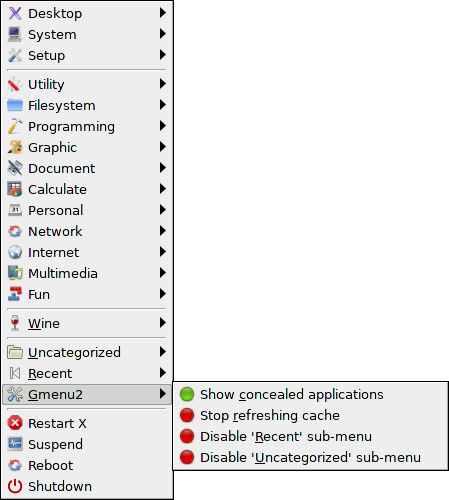 Desktop
System
Setup
Utility
Filesystem
Programming
Graphic
Document
Calculate
31
Personal
Network
Internet
Multimedia
Fun
Wine
Uncategorized
Recent
Gmenu2
Show concealed applications
Stop refreshing cache
Disable 'Recent' sub-menu
Disable 'Uncategorized' sub-menu
Restart X
Suspend
Reboot
Shutdown